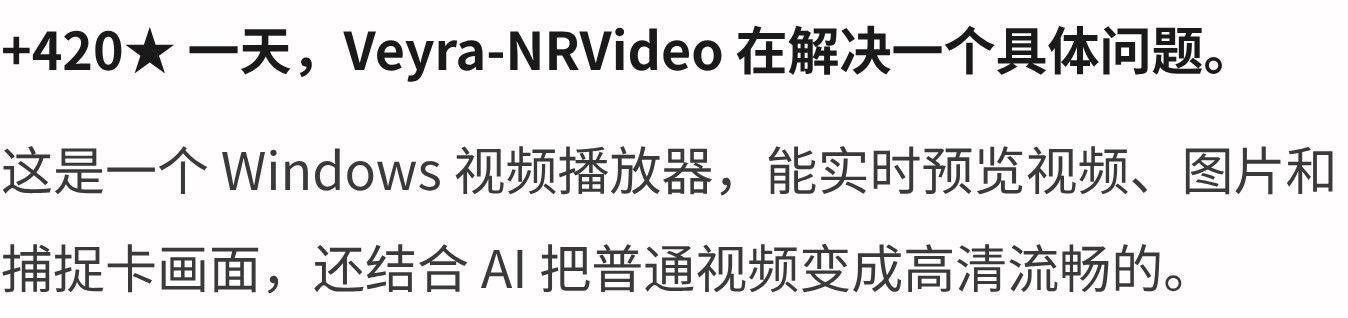 +420★ 一天，Veyra-NRVideo 在解决一个具体问题。
这是一个 Windows 视频播放器，能实时预览视频、图片和
捕捉卡画面，还结合 AI 把普通视频变成高清流畅的。